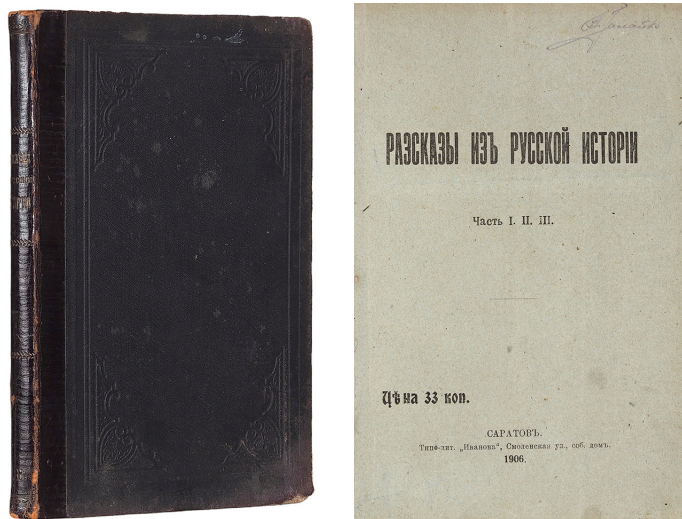 РАЗСКАЗЫ ИЗЪ РУССКОЙ ИСТОРІИ
Часть I. II. III.
Цѣна 33 коп.
САРАТОВЪ.
Типо-лит. „Иванова“, Смоленская ул., соб. домъ.
1906.